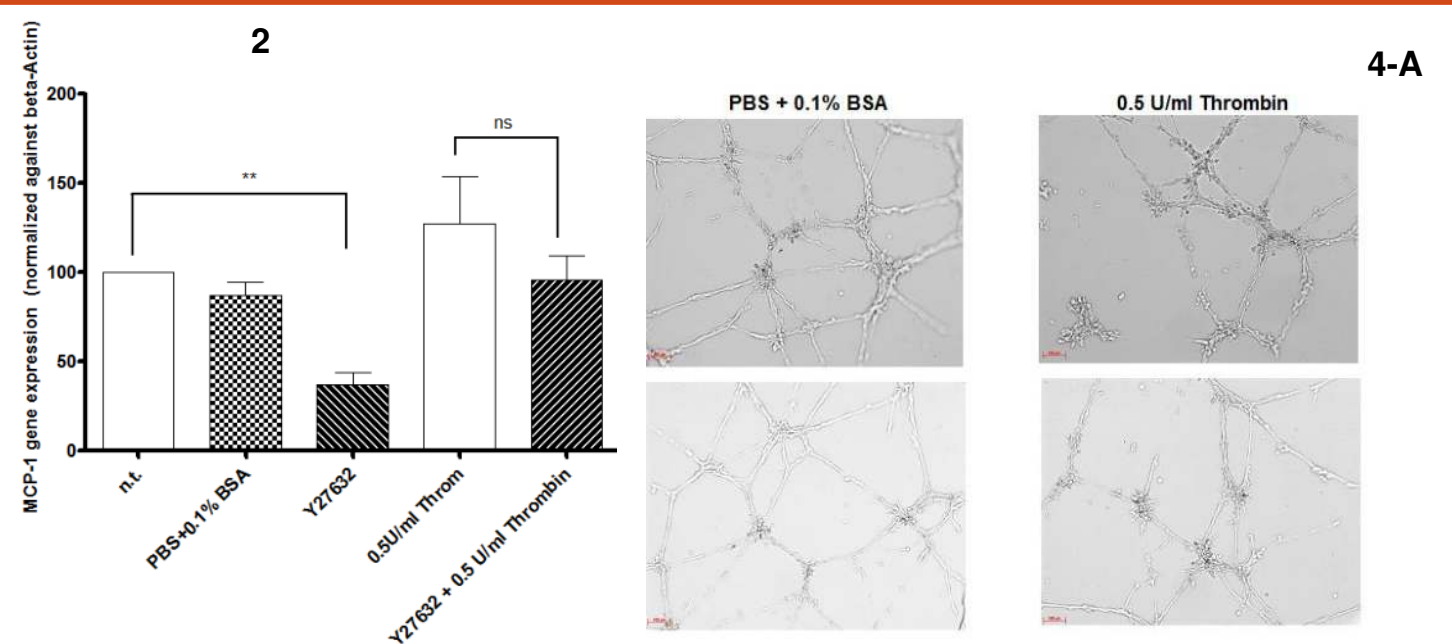 2
4-A
MCP-1 gene expression (normalized against beta-Actin)
200
150
100
50
0
**
ns
n.t.
PBS+0.1% BSA
Y27632
0.5U/ml Throm
Y27632 + 0.5 U/ml Thrombin
PBS + 0.1% BSA
0.5 U/ml Thrombin